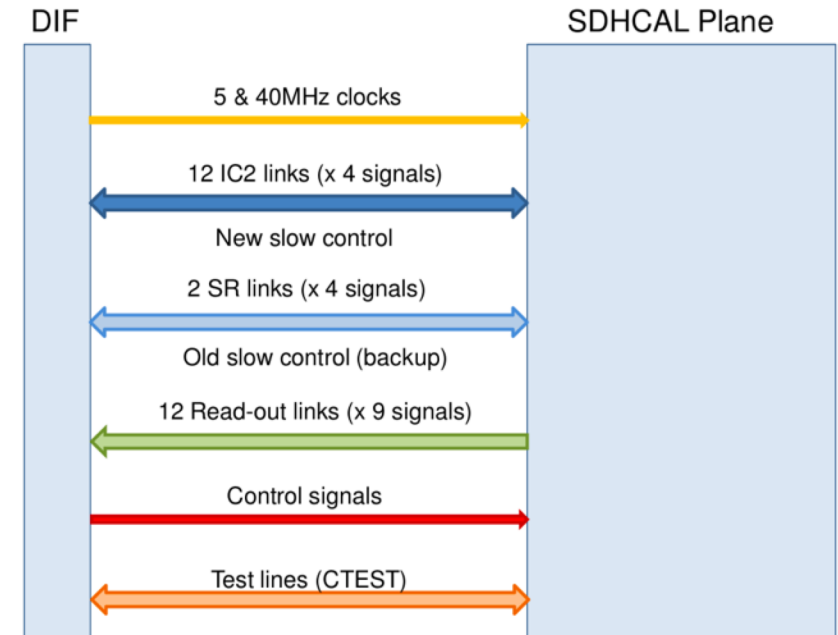 DIF
SDHCAL Plane
5 & 40MHz clocks
12 IC2 links (x 4 signals)
New slow control
2 SR links (x 4 signals)
Old slow control (backup)
12 Read-out links (x 9 signals)
Control signals
Test lines (CTEST)